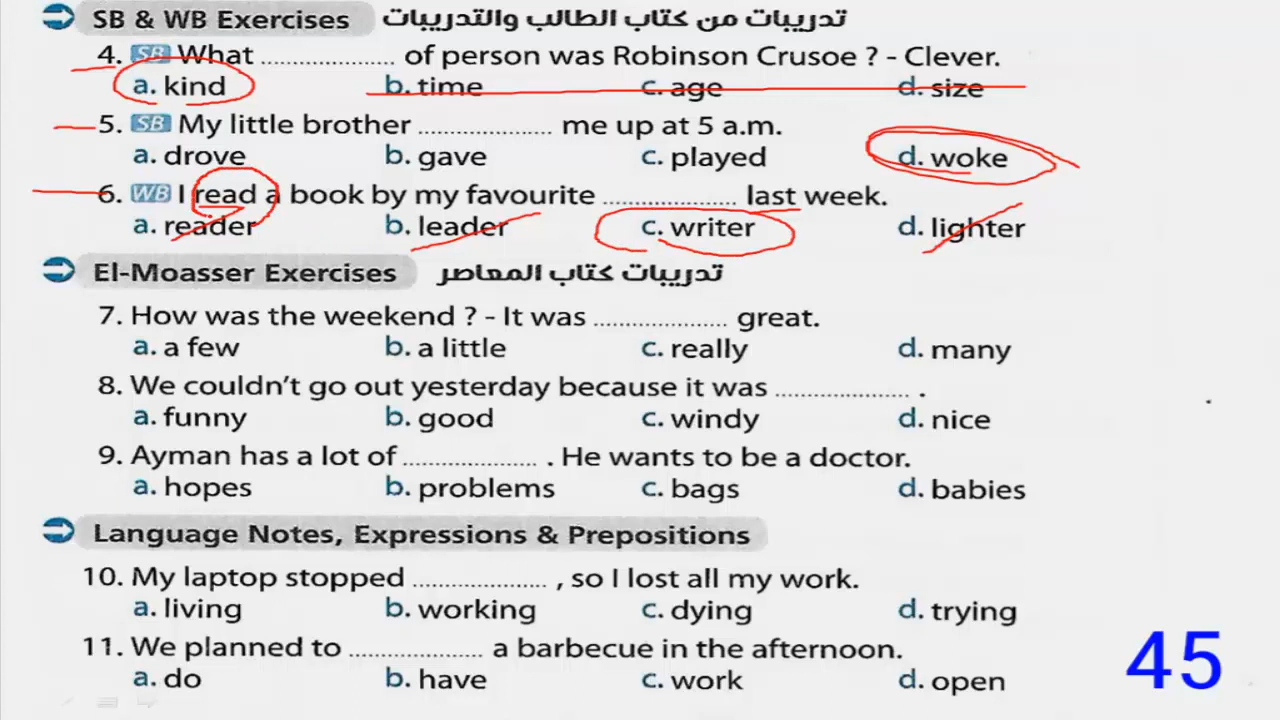 SB & WB Exercises تدريبات من كتاب الطالب والتدريبات
4. SB What .................... of person was Robinson Crusoe ? - Clever.
a. kind b. time c. age d. size
5. SB My little brother .................... me up at 5 a.m.
a. drove b. gave c. played d. woke
6. WB I read a book by my favourite .................... last week.
a. reader b. leader c. writer d. lighter
El-Moasser Exercises تدريبات كتاب المعاصر
7. How was the weekend ? - It was .................... great.
a. a few b. a little c. really d. many
8. We couldn't go out yesterday because it was .................... .
a. funny b. good c. windy d. nice
9. Ayman has a lot of .................... . He wants to be a doctor.
a. hopes b. problems c. bags d. babies
Language Notes, Expressions & Prepositions
10. My laptop stopped .................... , so I lost all my work.
a. living b. working c. dying d. trying
11. We planned to .................... a barbecue in the afternoon.
a. do b. have c. work d. open
45